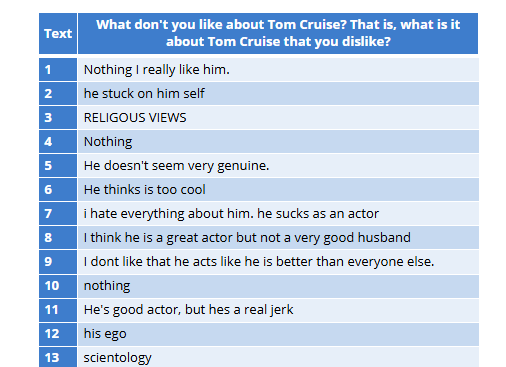 Text
What don't you like about Tom Cruise? That is, what is it
about Tom Cruise that you dislike?
1 Nothing I really like him.
2 he stuck on him self
3 RELIGOUS VIEWS
4 Nothing
5 He doesn't seem very genuine.
6 He thinks is too cool
7 i hate everything about him. he sucks as an actor
8 I think he is a great actor but not a very good husband
9 I dont like that he acts like he is better than everyone else.
10 nothing
11 He's good actor, but hes a real jerk
12 his ego
13 scientology